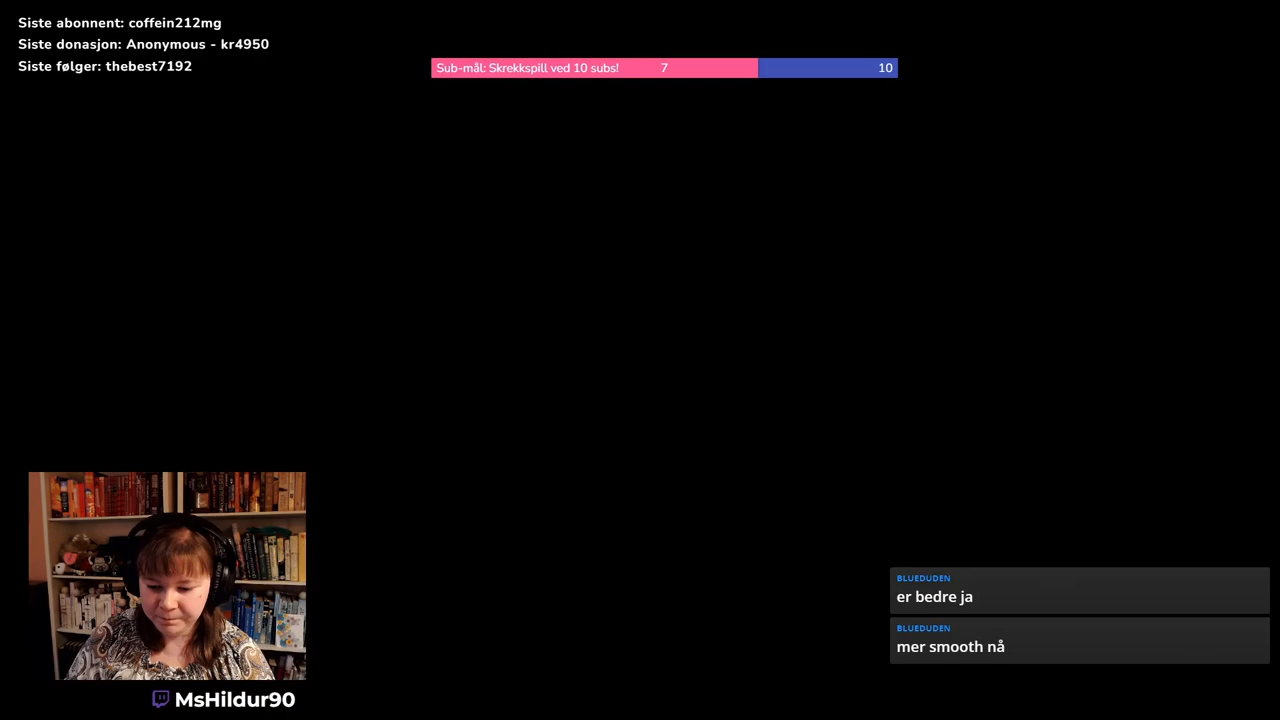 Siste abonnent: coffein212mg
Siste donasjon: Anonymous - kr4950
Siste følger: thebest7192
Sub-mål: Skrekkspill ved 10 subs! 7 10
BLUEDUDEN
er bedre ja
BLUEDUDEN
mer smooth nå
MsHildur90